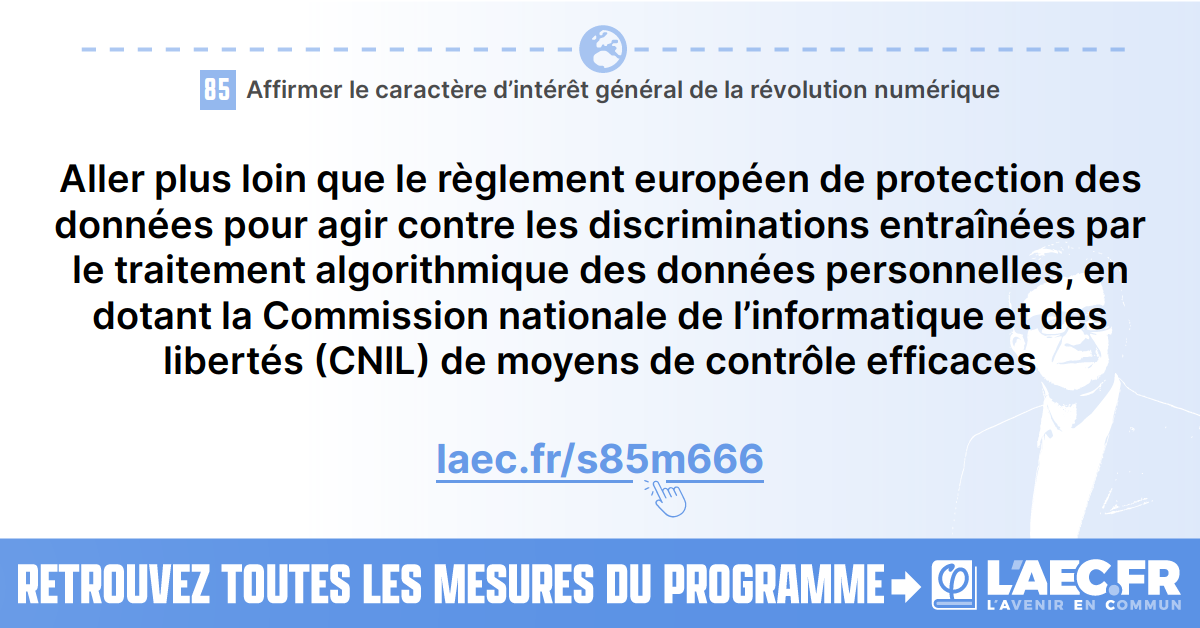 85 Affirmer le caractère d’intérêt général de la révolution numérique
Aller plus loin que le règlement européen de protection des
données pour agir contre les discriminations entraînées par
le traitement algorithmique des données personnelles, en
dotant la Commission nationale de l’informatique et des
libertés (CNIL) de moyens de contrôle efficaces
laec.fr/s85m666
RETROUVEZ TOUTES LES MESURES DU PROGRAMME
φ L'AEC.FR
L'AVENIR EN COMMUN